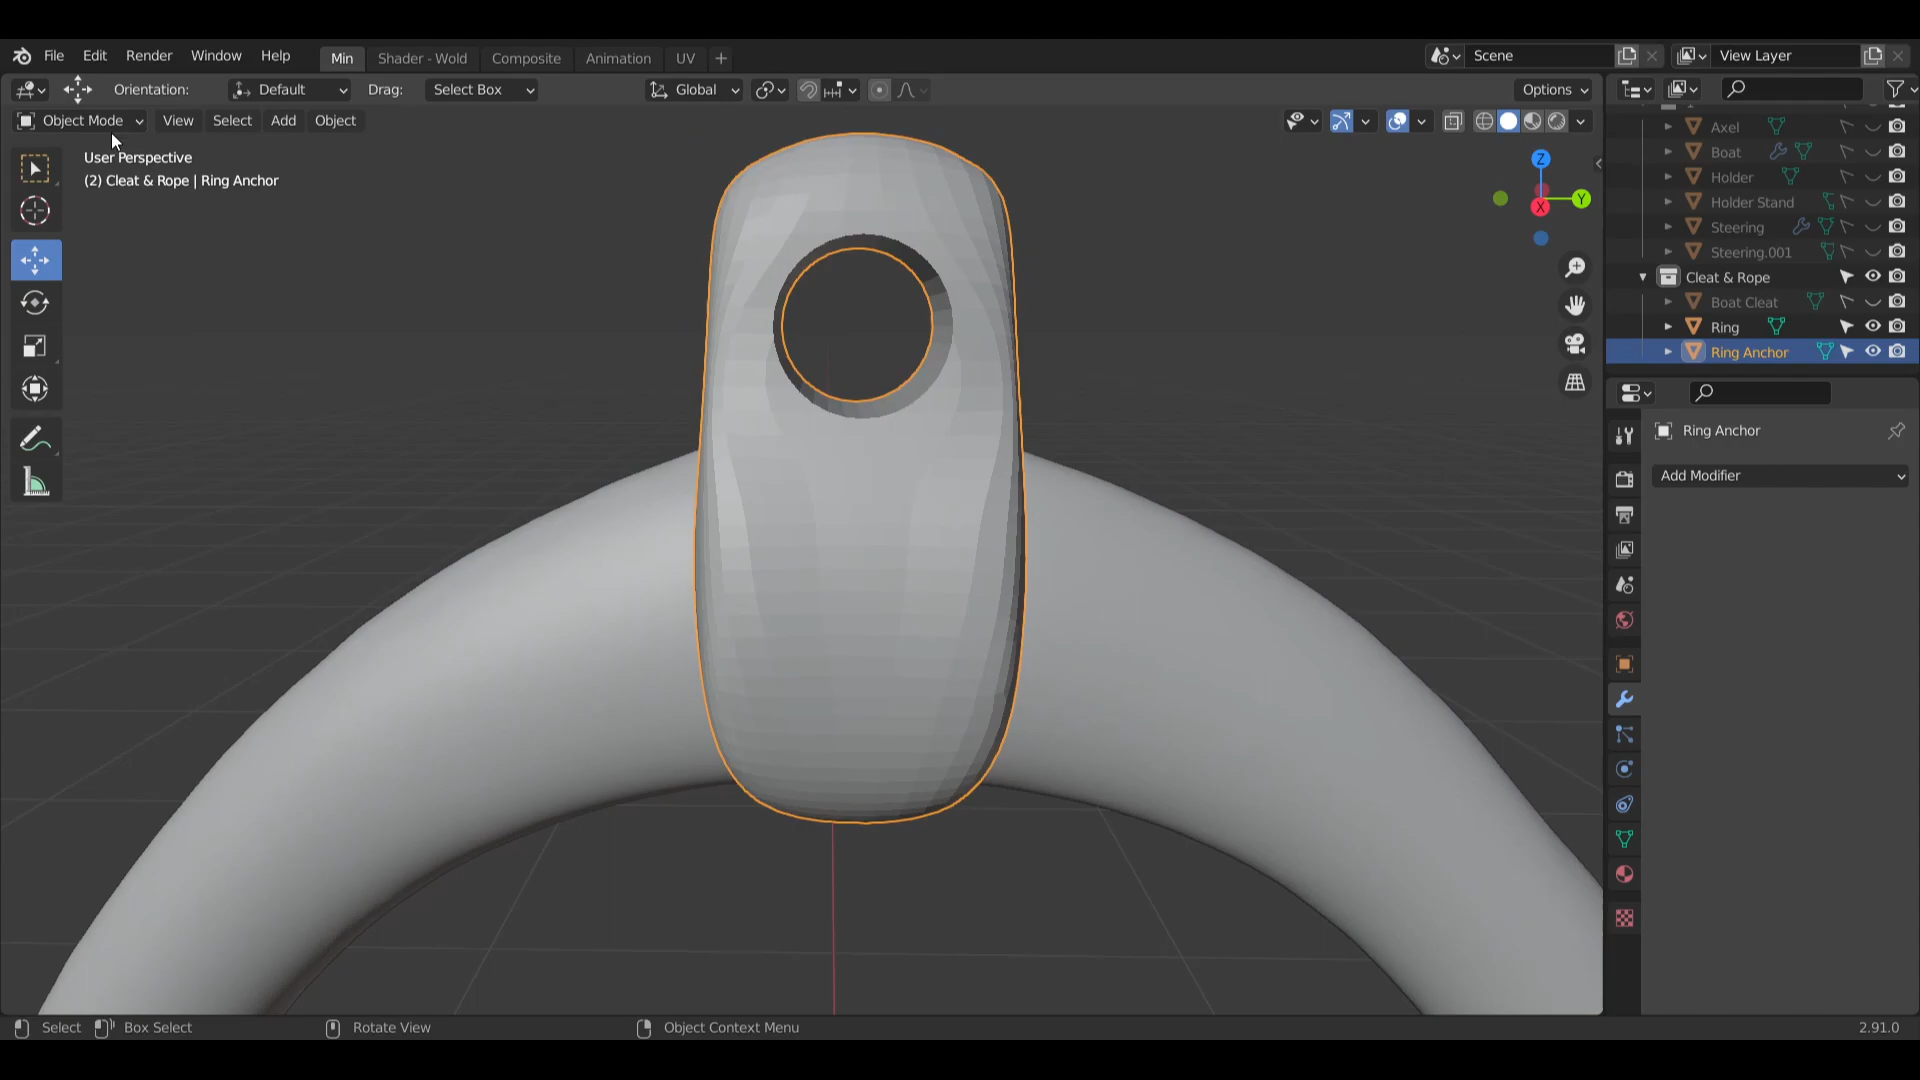 File Edit Render Window Help Min Shader - Wold Composite Animation UV Scene View Layer
Orientation: Default Drag: Select Box Global Options
Object Mode View Select Add Object
User Perspective
(2) Cleat & Rope | Ring Anchor
Z
Y
X
Axel
Boat
Holder
Holder Stand
Steering
Steering.001
Cleat & Rope
Boat Cleat
Ring
Ring Anchor
Ring Anchor
Add Modifier
Select Box Select Rotate View Object Context Menu 2.91.0